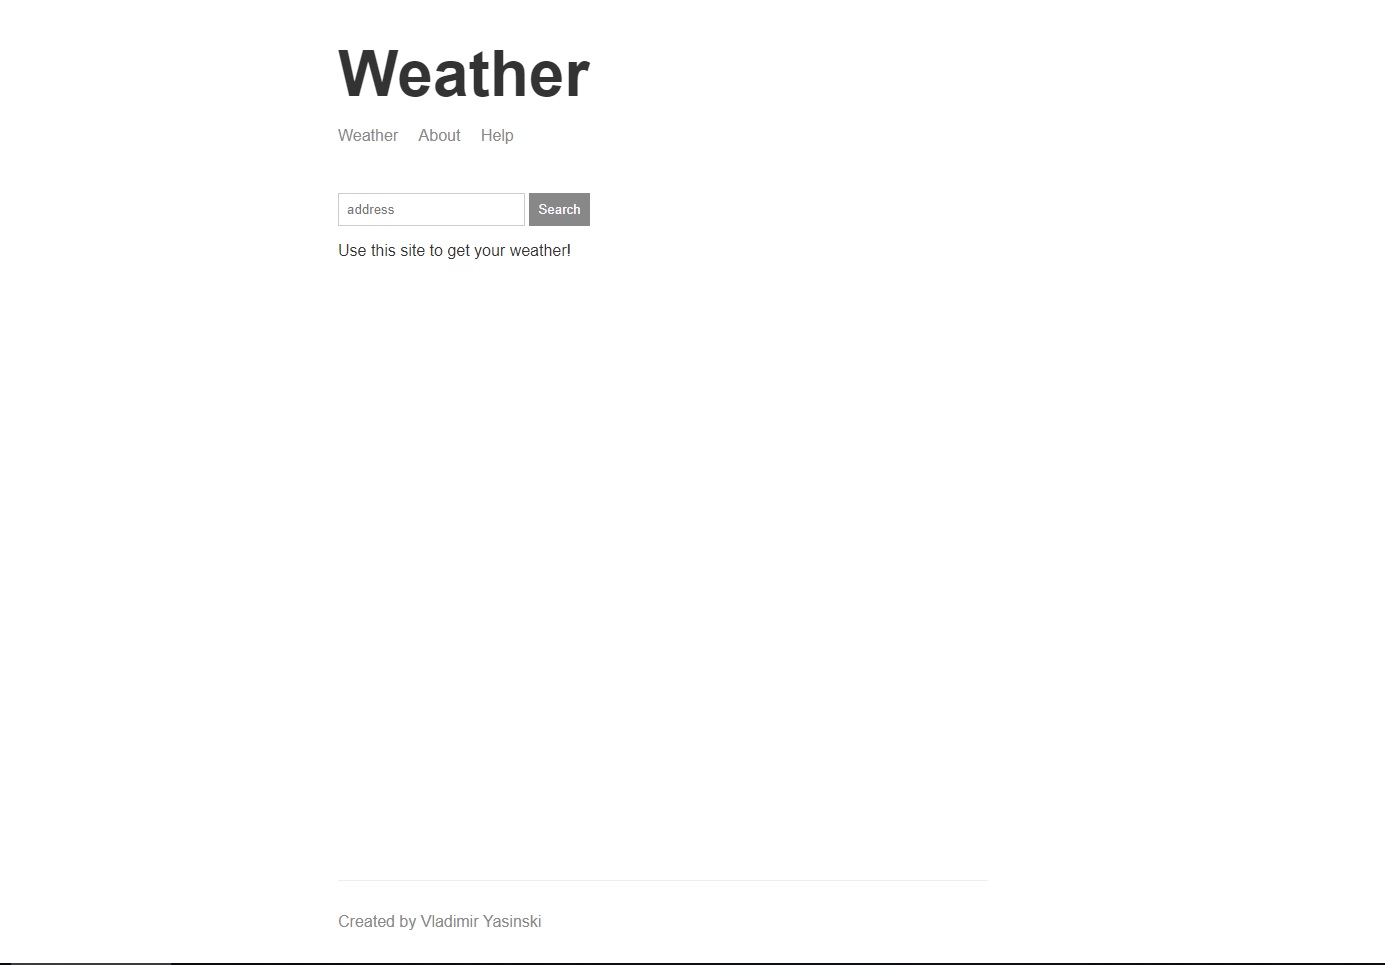 Weather
Weather About Help
address Search
Use this site to get your weather!
Created by Vladimir Yasinski